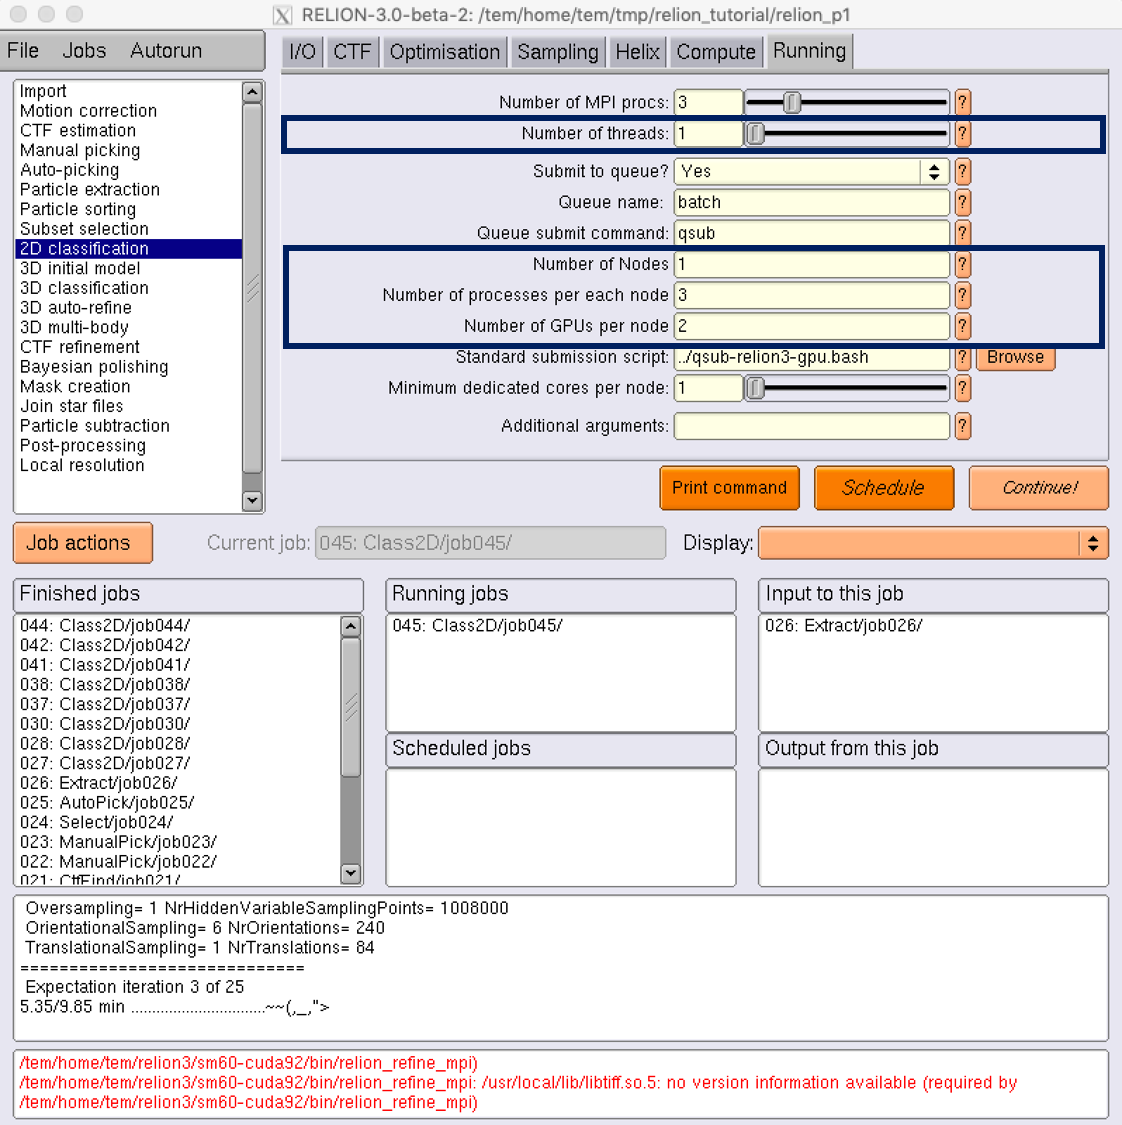 RELION-3.0-beta-2: /tem/home/tem/tmp/relion_tutorial/relion_p1
File Jobs Autorun
I/O CTF Optimisation Sampling Helix Compute Running
Import
Motion correction
CTF estimation
Manual picking
Auto-picking
Particle extraction
Particle sorting
Subset selection
2D classification
3D initial model
3D classification
3D auto-refine
3D multi-body
CTF refinement
Bayesian polishing
Mask creation
Join star files
Particle subtraction
Post-processing
Local resolution
Number of MPI procs: 3 ?
Number of threads: 1 ?
Submit to queue? Yes ?
Queue name: batch ?
Queue submit command: qsub ?
Number of Nodes 1 ?
Number of processes per each node 3 ?
Number of GPUs per node 2 ?
Standard submission script: ../qsub-relion3-gpu.bash ? Browse
Minimum dedicated cores per node: 1 ?
Additional arguments: ?
Print command Schedule Continue!
Job actions Current job: 045: Class2D/job045/ Display:
Finished jobs
044: Class2D/job044/
042: Class2D/job042/
041: Class2D/job041/
038: Class2D/job038/
037: Class2D/job037/
030: Class2D/job030/
028: Class2D/job028/
027: Class2D/job027/
026: Extract/job026/
025: AutoPick/job025/
024: Select/job024/
023: ManualPick/job023/
022: ManualPick/job022/
021: CtfFind/job021/
Running jobs
045: Class2D/job045/
Scheduled jobs
Input to this job
026: Extract/job026/
Output from this job
Oversampling= 1 NrHiddenVariableSamplingPoints= 1008000
OrientationalSampling= 6 NrOrientations= 240
TranslationalSampling= 1 NrTranslations= 84
=============================
Expectation iteration 3 of 25
5.35/9.85 min ................................~~(,_,">
/tem/home/tem/relion3/sm60-cuda92/bin/relion_refine_mpi)
/tem/home/tem/relion3/sm60-cuda92/bin/relion_refine_mpi: /usr/local/lib/libtiff.so.5: no version information available (required by
/tem/home/tem/relion3/sm60-cuda92/bin/relion_refine_mpi)